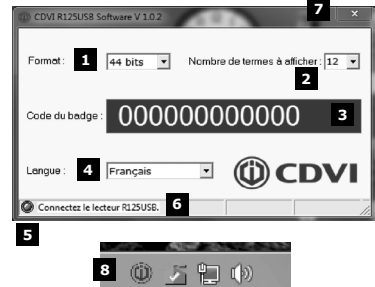 CDVI R125USB Software V 1.0.2
7
x
Format : 1 44 bits Nombre de termes à afficher : 12
2
Code du badge : 000000000000 3
Langue : 4 Français CDVI
Connectez le lecteur R125USB. 6
5
8